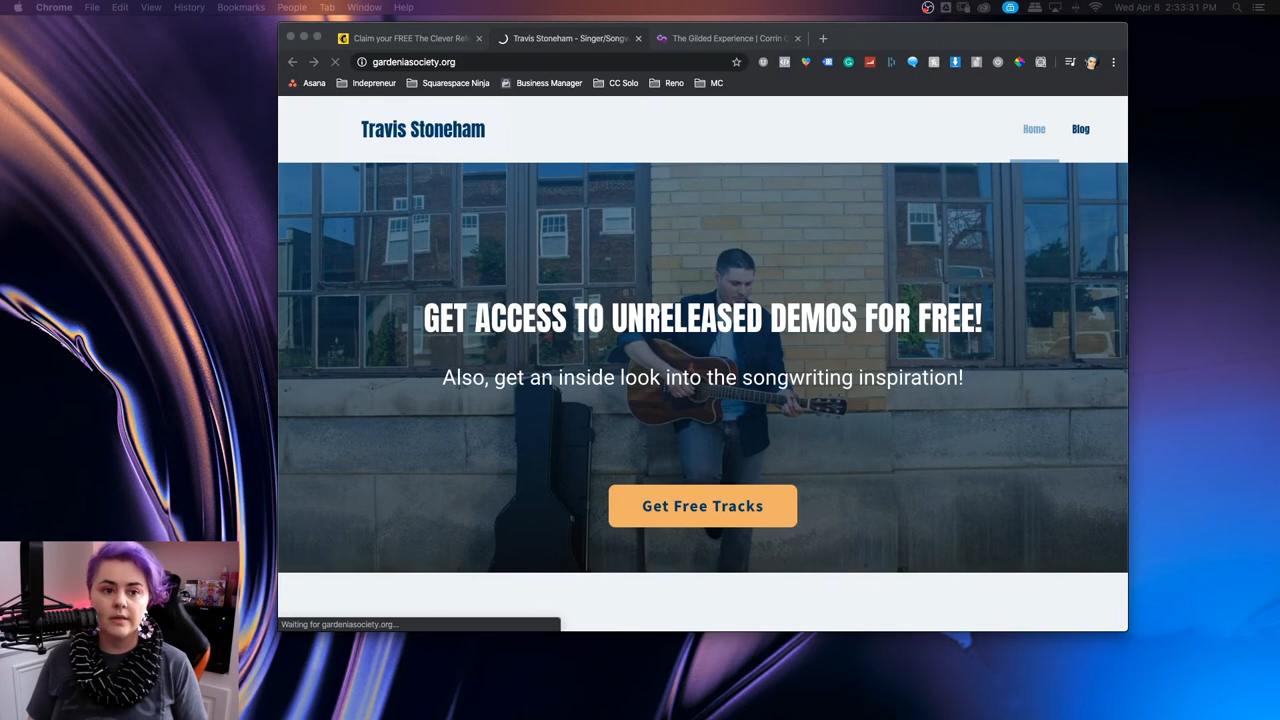 Chrome File Edit View History Bookmarks People Tab Window Help
Wed Apr 8 2:33:31 PM
Claim your FREE The Clever Re
Travis Stoneham - Singer/Songw
The Gilded Experience | Corrin C
gardeniasociety.org
Asana Indepreneur Squarespace Ninja Business Manager CC Solo Reno MC
Travis Stoneham
Home Blog
GET ACCESS TO UNRELEASED DEMOS FOR FREE!
Also, get an inside look into the songwriting inspiration!
Get Free Tracks
Waiting for gardeniasociety.org...